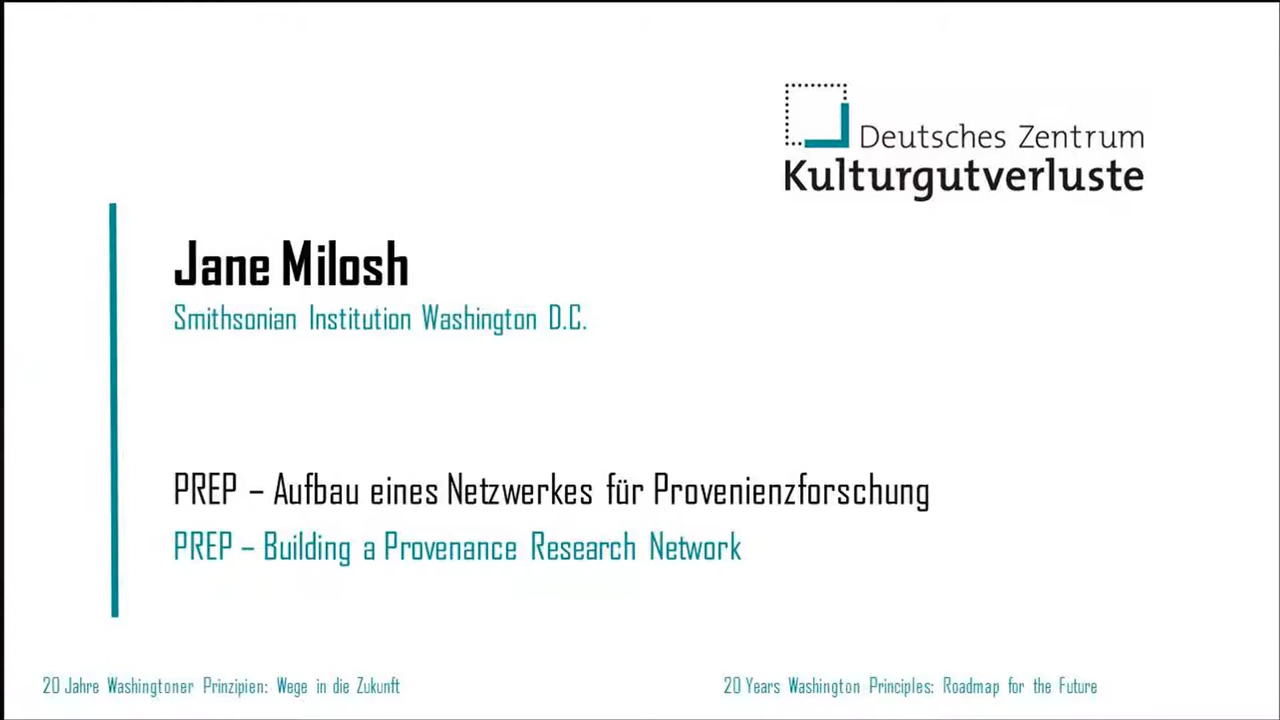 Deutsches Zentrum
Kulturgutverluste
Jane Milosh
Smithsonian Institution Washington D.C.
PREP – Aufbau eines Netzwerkes für Provenienzforschung
PREP – Building a Provenance Research Network
20 Jahre Washingtoner Prinzipien: Wege in die Zukunft
20 Years Washington Principles: Roadmap for the Future